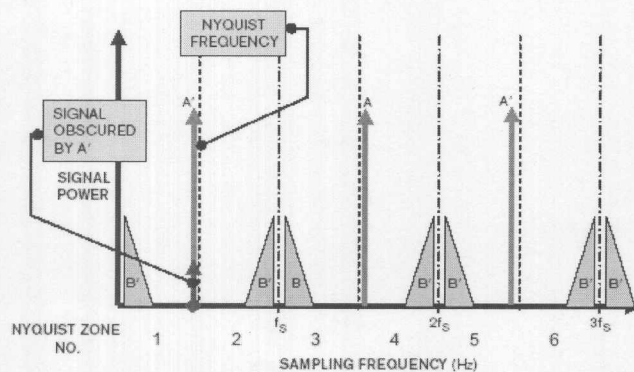 NYQUIST
FREQUENCY
SIGNAL
OBSCURED
BY A′
SIGNAL
POWER
A′
A
A′
B′
B′
B
B′
B′
B′
B′
NYQUIST ZONE
NO.
1
2
fS
3
4
2fS
5
6
3fS
SAMPLING FREQUENCY (Hz)